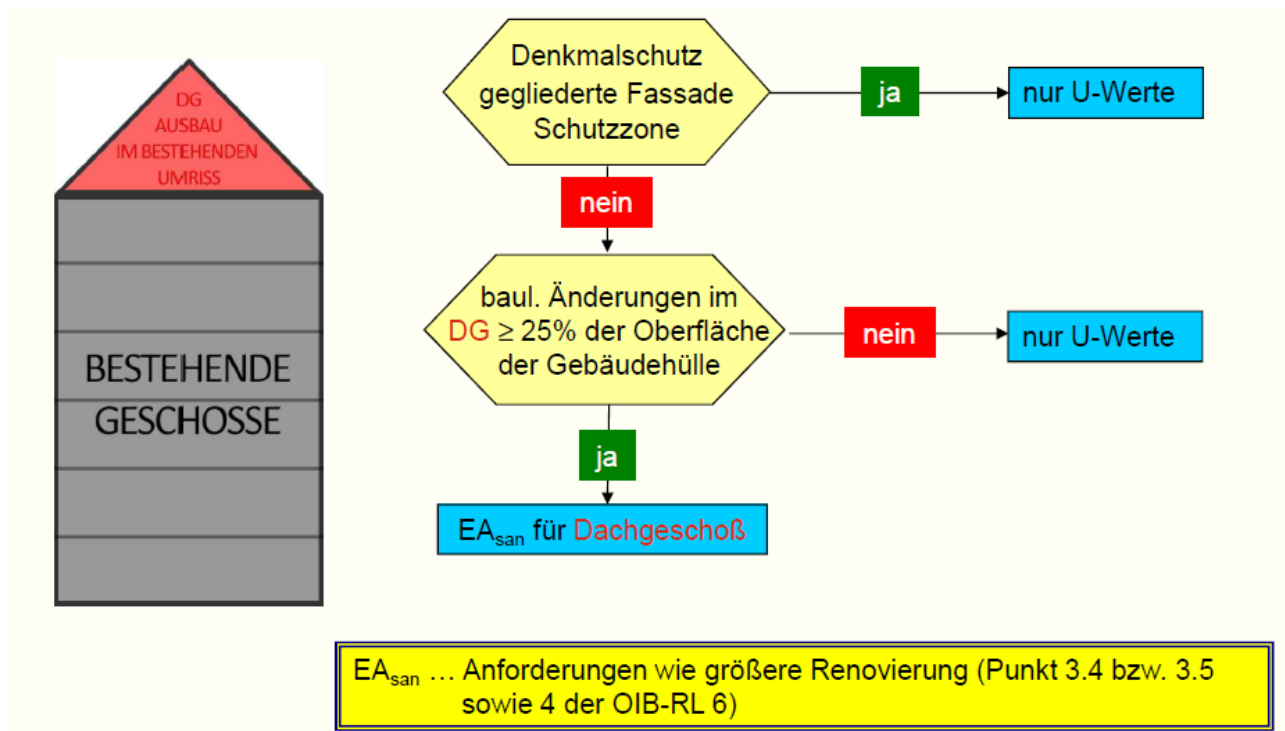 DG
AUSBAU
IM BESTEHENDEN
UMRISS
BESTEHENDE
GESCHOSSE
Denkmalschutz
gegliederte Fassade
Schutzzone
ja
nur U-Werte
nein
baul. Änderungen im
DG ≥ 25% der Oberfläche
der Gebäudehülle
nein
nur U-Werte
ja
EAsan für Dachgeschoß
EAsan ... Anforderungen wie größere Renovierung (Punkt 3.4 bzw. 3.5
sowie 4 der OIB-RL 6)